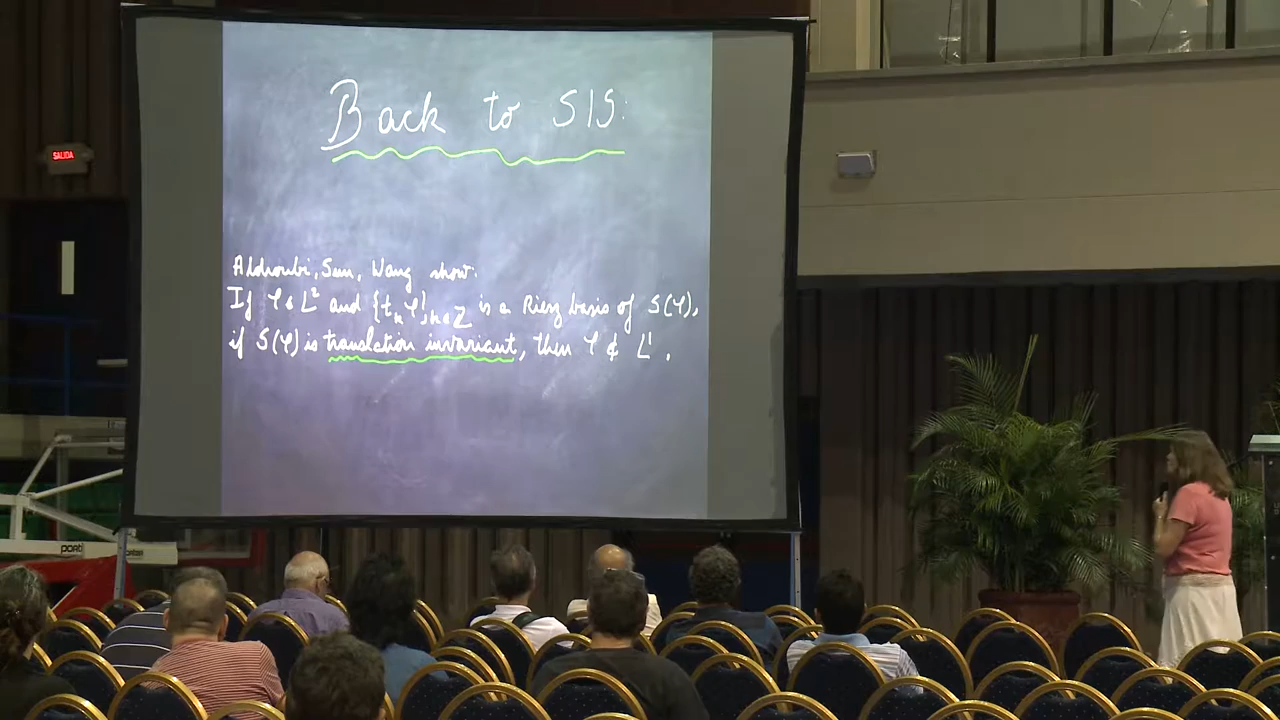 Back to SIS:
SALIDA
Aldroubi, Sun, Wang show:
If φ ∈ L² and {t_k φ}_{k∈Z} is a Riesz basis of S(φ),
if S(φ) is translation invariant, then φ ∉ L¹.